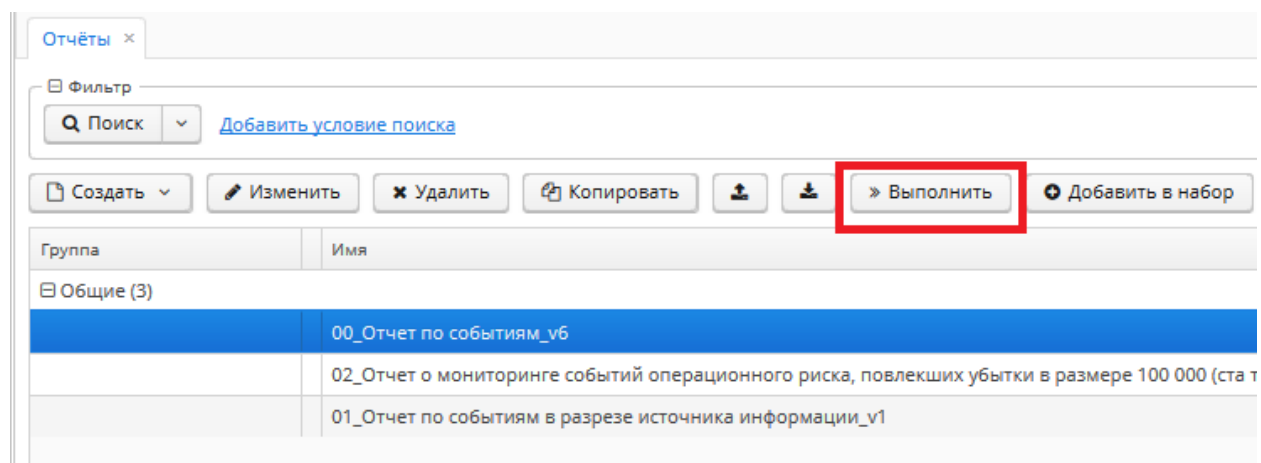 Отчёты ×
Фильтр
Поиск Добавить условие поиска
Создать Изменить Удалить Копировать » Выполнить Добавить в набор
Группа Имя
Общие (3)
00_Отчет по событиям_v6
02_Отчет о мониторинге событий операционного риска, повлекших убытки в размере 100 000 (ста т
01_Отчет по событиям в разрезе источника информации_v1